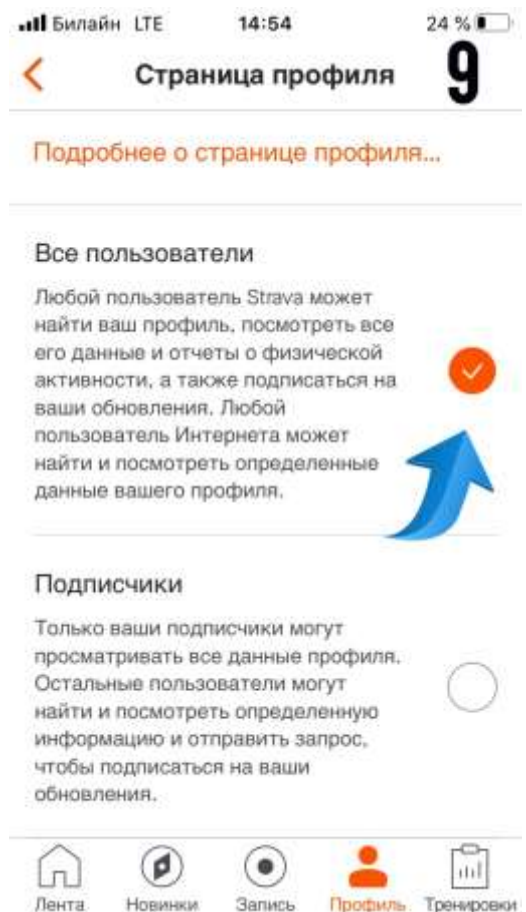 Билайн LTE 14:54 24 %
Страница профиля 9
Подробнее о странице профиля...
Все пользователи
Любой пользователь Strava может
найти ваш профиль, посмотреть все
его данные и отчеты о физической
активности, а также подписаться на
ваши обновления. Любой
пользователь Интернета может
найти и посмотреть определенные
данные вашего профиля.
Подписчики
Только ваши подписчики могут
просматривать все данные профиля.
Остальные пользователи могут
найти и посмотреть определенную
информацию и отправить запрос,
чтобы подписаться на ваши
обновления.
Лента Новинки Запись Профиль Тренировки